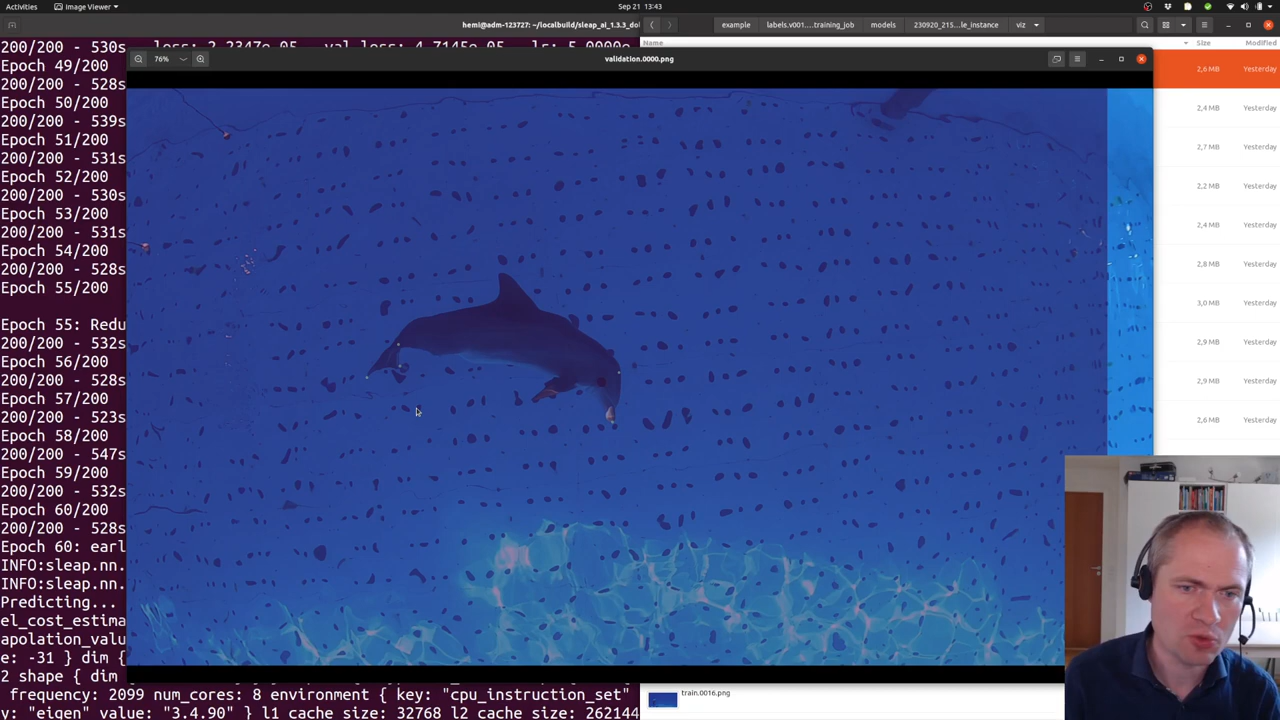 Activities
Image Viewer
Sep 21 13:43
hemi@adm-123727: ~/localbuild/sleap_ai_1.3.3_dol
example
labels.v001....training_job
models
230920_215...le_instance
viz
200/200 - 530s
Epoch 49/200
200/200 - 528s
Epoch 50/200
200/200 - 539s
Epoch 51/200
200/200 - 531s
Epoch 52/200
200/200 - 530s
Epoch 53/200
200/200 - 531s
Epoch 54/200
200/200 - 528s
Epoch 55/200
Epoch 55: Redu
200/200 - 532s
Epoch 56/200
200/200 - 528s
Epoch 57/200
200/200 - 523s
Epoch 58/200
200/200 - 547s
Epoch 59/200
200/200 - 532s
Epoch 60/200
200/200 - 528s
Epoch 60: earl
INFO:sleap.nn.
INFO:sleap.nn.
Predicting...
el_cost_estima
apolation_valu
e: -31 } dim {
2 shape {
frequency: 2099 num_cores: 8 environment { key: "cpu_instruction_set"
y: "eigen" value: "3.4.90" } l1_cache_size: 32768 l2_cache_size: 262144
76%
validation.0000.png
Name
Size
Modified
2,6 MB
Yesterday
2,4 MB
Yesterday
2,7 MB
Yesterday
2,2 MB
Yesterday
2,4 MB
Yesterday
2,8 MB
Yesterday
3,0 MB
Yesterday
2,9 MB
Yesterday
2,9 MB
Yesterday
2,6 MB
Yesterday
train.0016.png